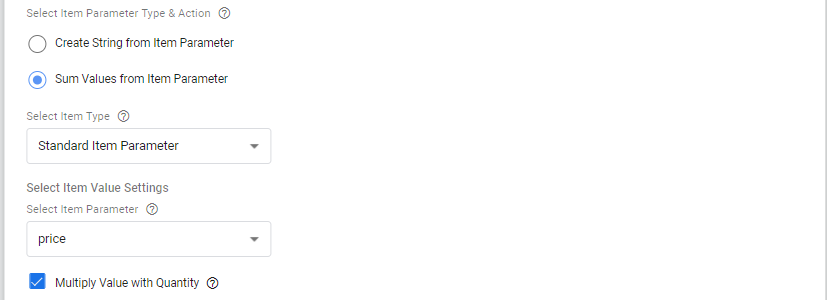 Select Item Parameter Type & Action
Create String from Item Parameter
Sum Values from Item Parameter
Select Item Type
Standard Item Parameter
Select Item Value Settings
Select Item Parameter
price
Multiply Value with Quantity